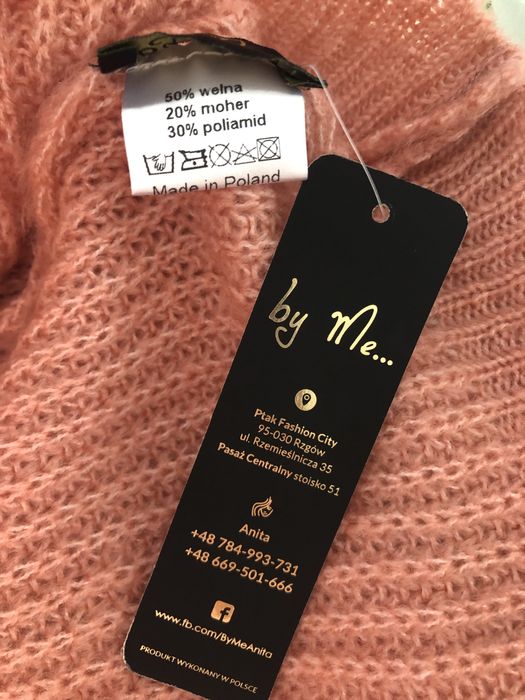 50% wełna
20% moher
30% poliamid
Made in Poland
by Me...
Ptak Fashion City
95-030 Rzgów
ul. Rzemieślnicza 35
Pasaż Centralny stoisko 51
Anita
+48 784-993-731
+48 669-501-666
f
www.fb.com/ByMeAnita
PRODUKT WYKONANY W POLSCE